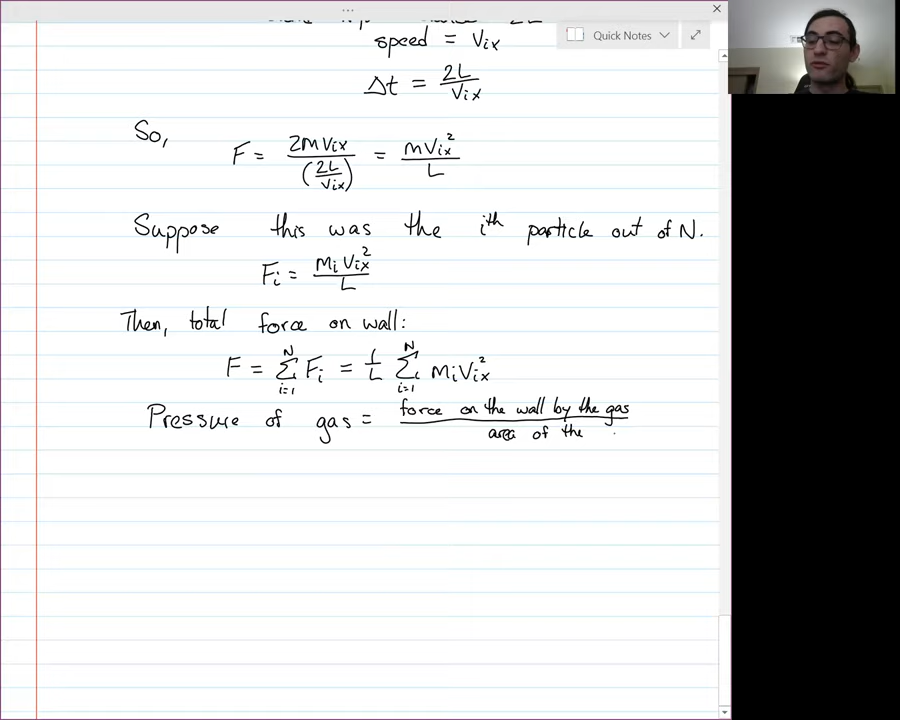 Quick Notes
speed = Vix
Δt = 2L / Vix
So,
F = 2mVix / (2L / Vix) = mVix² / L
Suppose this was the ith particle out of N.
Fi = miVix² / L
Then, total force on wall:
F = Σ_{i=1}^{N} Fi = 1/L Σ_{i=1}^{N} miVix²
Pressure of gas = force on the wall by the gas / area of the